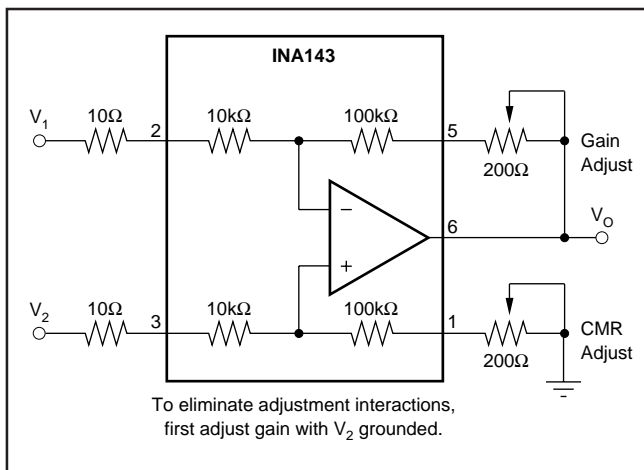 INA143
V1
10Ω
2
10kΩ
100kΩ
5
200Ω
Gain
Adjust
−
+
6
VO
V2
10Ω
3
10kΩ
100kΩ
1
200Ω
CMR
Adjust
To eliminate adjustment interactions,
first adjust gain with V2 grounded.